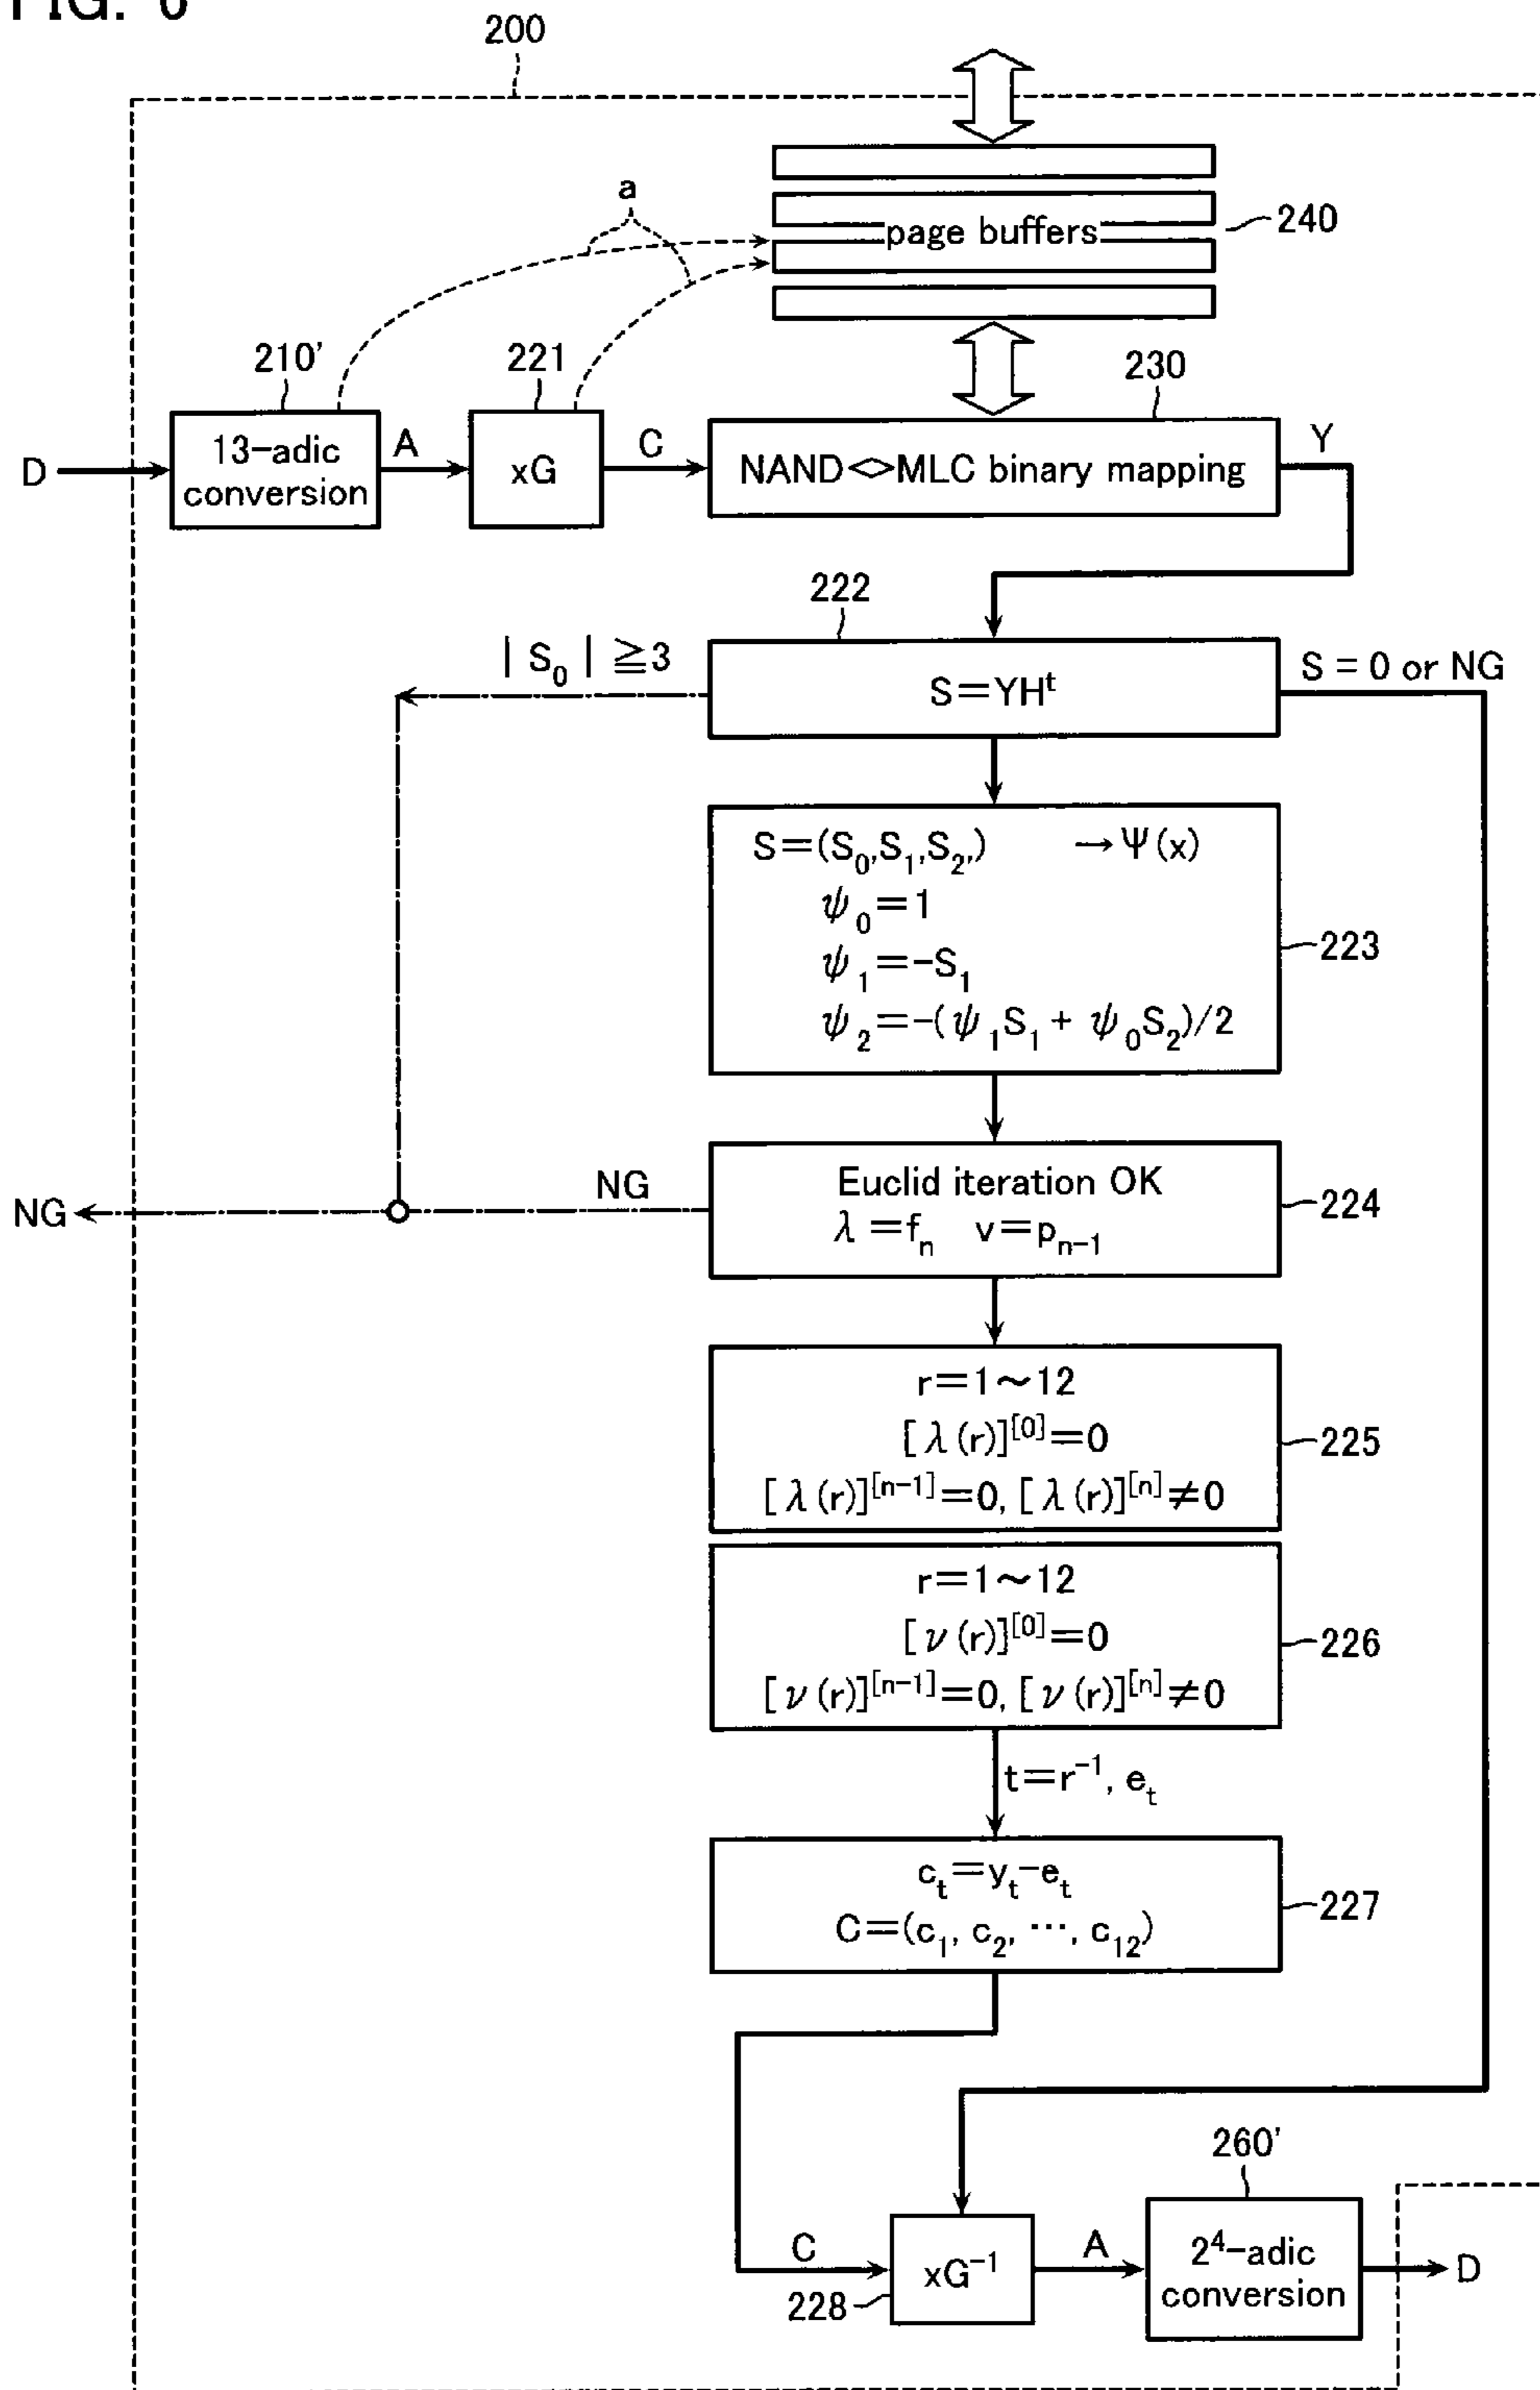 FIG. 6
200
a
page buffers
240
210'
221
230
D
13-adic
conversion
A
xG
C
NAND<>MLC binary mapping
Y
222
| S₀ | ≧3
S=YHᵗ
S = 0 or NG
S=(S₀,S₁,S₂,) →Ψ(x)
ψ₀=1
ψ₁=-S₁
ψ₂=-(ψ₁S₁ + ψ₀S₂)/2
223
NG
NG
Euclid iteration OK
λ=fₙ v=pₙ₋₁
224
r=1~12
[λ(r)]^[0]=0
[λ(r)]^[n-1]=0, [λ(r)]^[n]≠0
225
r=1~12
[ν(r)]^[0]=0
[ν(r)]^[n-1]=0, [ν(r)]^[n]≠0
226
t=r⁻¹, eₜ
cₜ=yₜ-eₜ
C=(c₁, c₂, ⋯, c₁₂)
227
260'
C
228
xG⁻¹
A
2⁴-adic
conversion
D